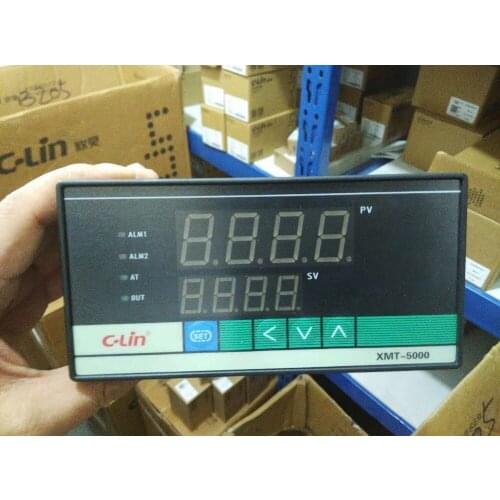 3205
C-Lin 欣灵
8.8.8.8. PV
ALM1
ALM2
AT
8.8.8.8. SV
OUT
C-Lin
SET
< ∨ ∧
XMT-5000